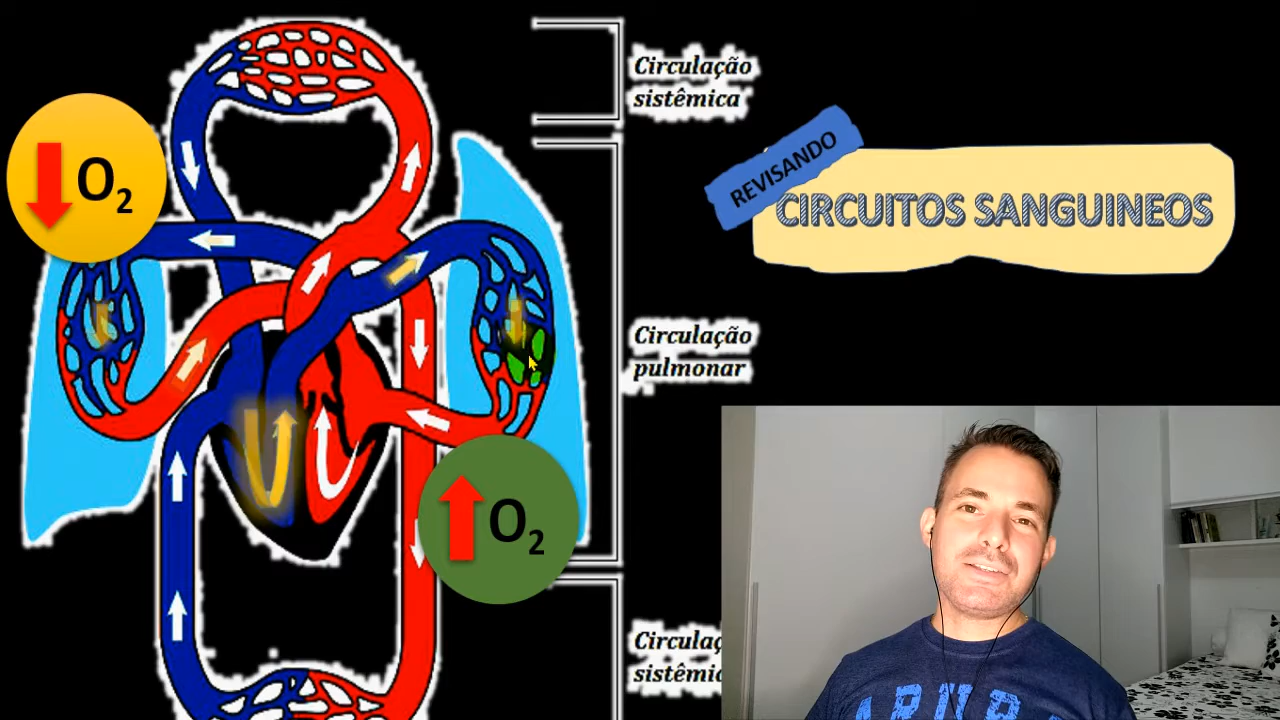 Circulação
sistêmica
REVISANDO
CIRCUITOS SANGUINEOS
O2
Circulação
pulmonar
O2